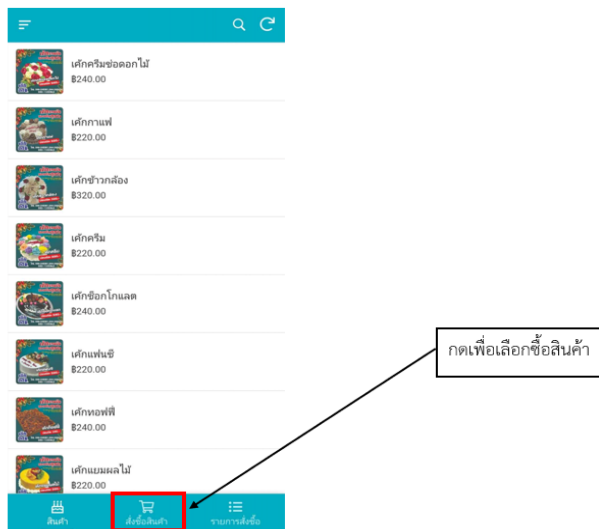 เค้กครีมช่อดอกไม้
฿240.00
เค้กกาแฟ
฿220.00
เค้กข้าวกล้อง
฿320.00
เค้กครีม
฿220.00
เค้กช็อกโกแลต
฿240.00
เค้กแฟนซี
฿220.00
เค้กทอฟฟี่
฿240.00
เค้กแยมผลไม้
฿220.00
กดเพื่อเลือกซื้อสินค้า
สินค้า
สั่งซื้อสินค้า
รายการสั่งซื้อ